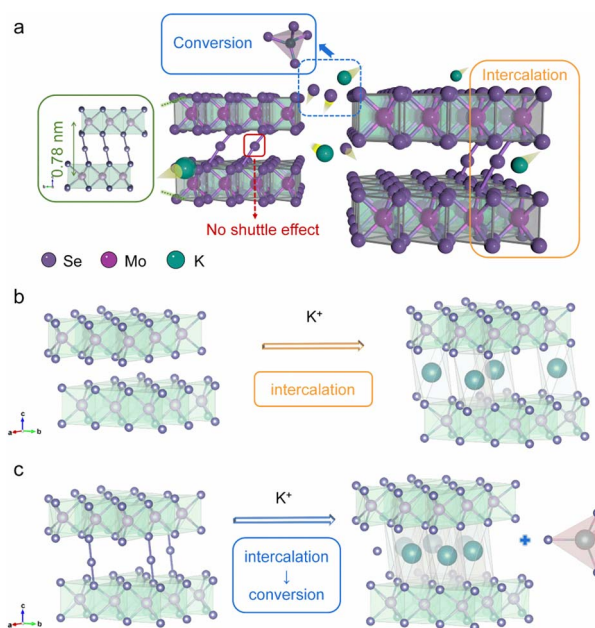 a
Conversion
Intercalation
0.78 nm
No shuttle effect
Se Mo K
b
K+
intercalation
c
a b
c
K+
intercalation
↓
conversion
c
a b